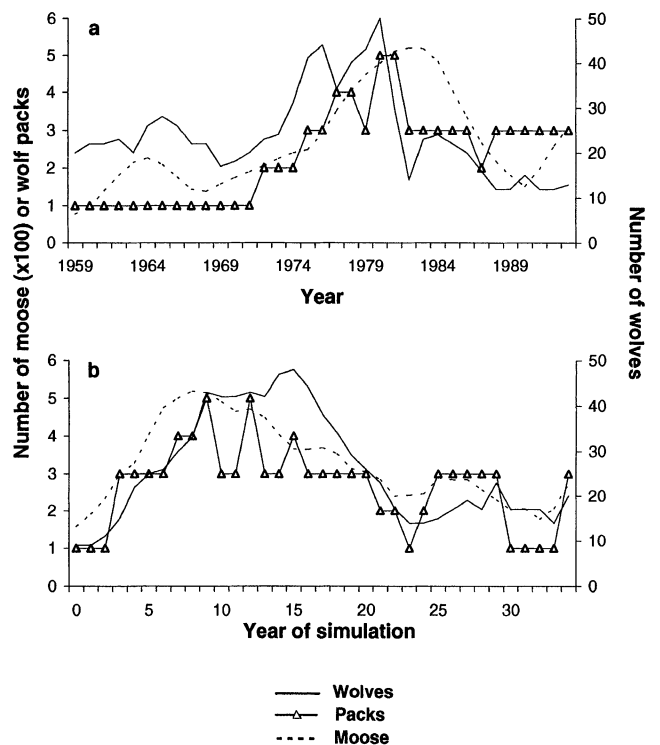 Number of moose (x100) or wolf packs
Number of wolves
a
6
5
4
3
2
1
0
50
40
30
20
10
0
1959 1964 1969 1974 1979 1984 1989
Year
b
6
5
4
3
2
1
0
50
40
30
20
10
0
0 5 10 15 20 25 30
Year of simulation
Wolves
Packs
Moose